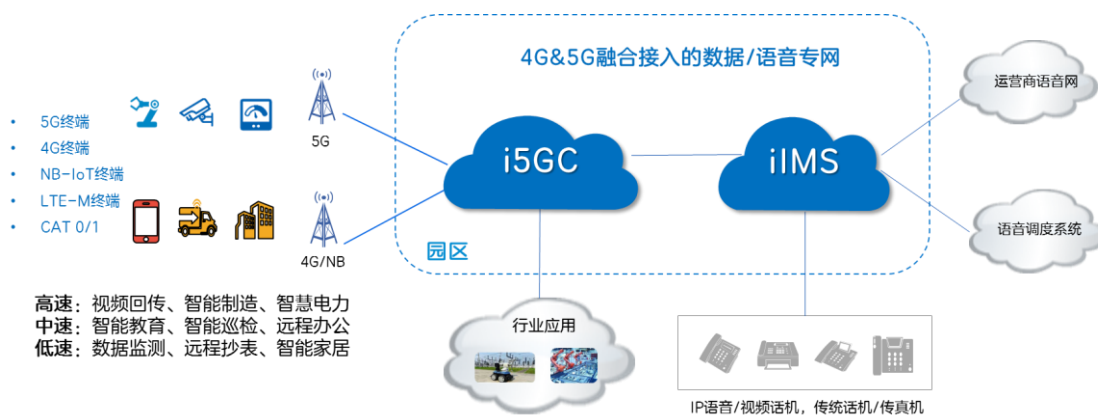 4G&5G融合接入的数据/语音专网
运营商语音网
• 5G终端
• 4G终端
• NB-IoT终端
• LTE-M终端
• CAT 0/1
5G
i5GC
iIMS
语音调度系统
4G/NB
园区
高速：视频回传、智能制造、智慧电力
中速：智能教育、智能巡检、远程办公
低速：数据监测、远程抄表、智能家居
行业应用
IP语音/视频话机，传统话机/传真机